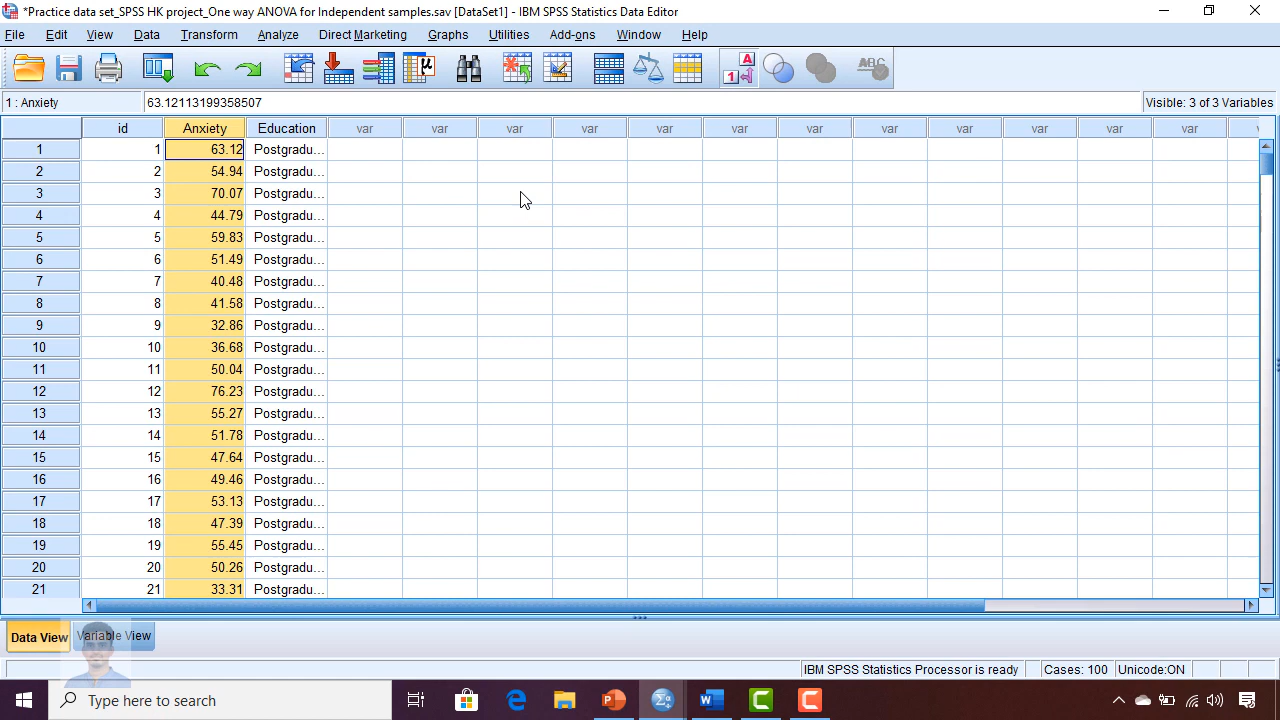 *Practice data set_SPSS HK project_One way ANOVA for Independent samples.sav [DataSet1] - IBM SPSS Statistics Data Editor
File Edit View Data Transform Analyze Direct Marketing Graphs Utilities Add-ons Window Help
1 : Anxiety 63.12113199358507 Visible: 3 of 3 Variables
id Anxiety Education var var var var var var var var var var var var
1 1 63.12 Postgradu...
2 2 54.94 Postgradu...
3 3 70.07 Postgradu...
4 4 44.79 Postgradu...
5 5 59.83 Postgradu...
6 6 51.49 Postgradu...
7 7 40.48 Postgradu...
8 8 41.58 Postgradu...
9 9 32.86 Postgradu...
10 10 36.68 Postgradu...
11 11 50.04 Postgradu...
12 12 76.23 Postgradu...
13 13 55.27 Postgradu...
14 14 51.78 Postgradu...
15 15 47.64 Postgradu...
16 16 49.46 Postgradu...
17 17 53.13 Postgradu...
18 18 47.39 Postgradu...
19 19 55.45 Postgradu...
20 20 50.26 Postgradu...
21 21 33.31 Postgradu...
Data View Variable View
IBM SPSS Statistics Processor is ready Cases: 100 Unicode:ON
Type here to search